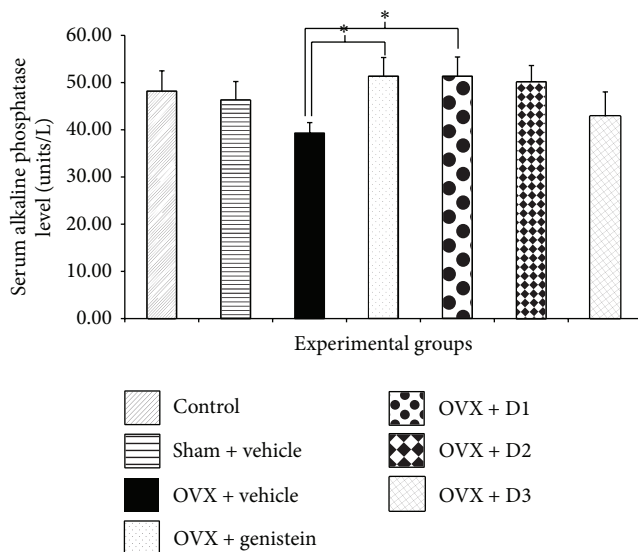 * *
60.00
50.00
40.00
30.00
20.00
10.00
0.00
Serum alkaline phosphatase
level (units/L)
Experimental groups
Control
Sham + vehicle
OVX + vehicle
OVX + genistein
OVX + D1
OVX + D2
OVX + D3